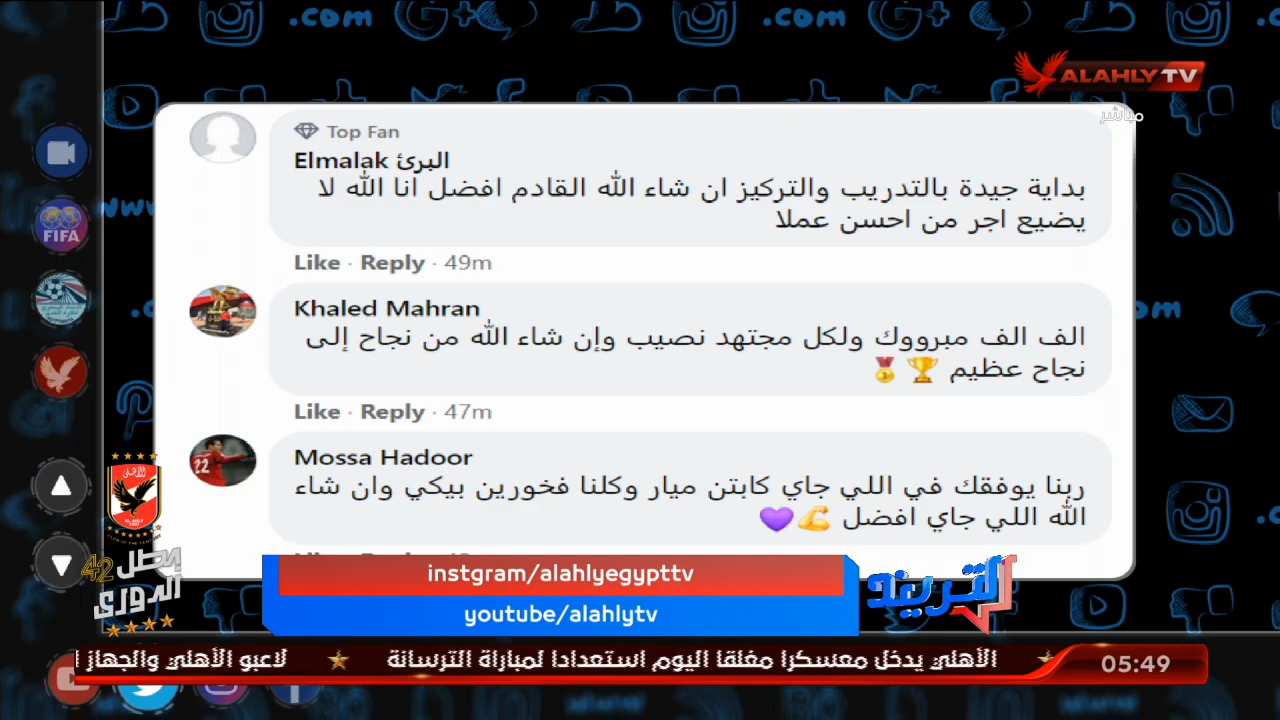 ALAHLY TV
مباشر
Top Fan
Elmalak البرئ
بداية جيدة بالتدريب والتركيز ان شاء الله القادم افضل انا الله لا
يضيع اجر من احسن عملا
Like · Reply · 49m
Khaled Mahran
الف الف مبرووك ولكل مجتهد نصيب وإن شاء الله من نجاح إلى
نجاح عظيم 🏆🥇
Like · Reply · 47m
Mossa Hadoor
ربنا يوفقك في اللي جاي كابتن ميار وكلنا فخورين بيكي وان شاء
الله اللي جاي افضل 💪💜
FIFA
بطل 42
الدورى
instgram/alahlyegypttv
youtube/alahlytv
التريند
الأهلي يدخل معسكرا مغلقا اليوم استعدادا لمباراة الترسانة ★ لاعبو الأهلي والجهاز ا
05:49
.com
G+
www